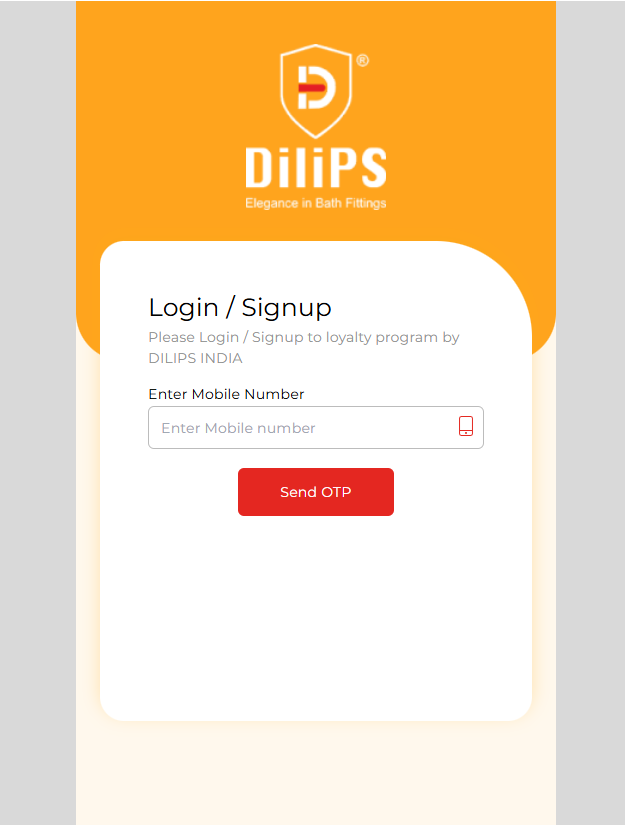 ®
DiliPS
Elegance in Bath Fittings
Login / Signup
Please Login / Signup to loyalty program by
DILIPS INDIA
Enter Mobile Number
Enter Mobile number
Send OTP